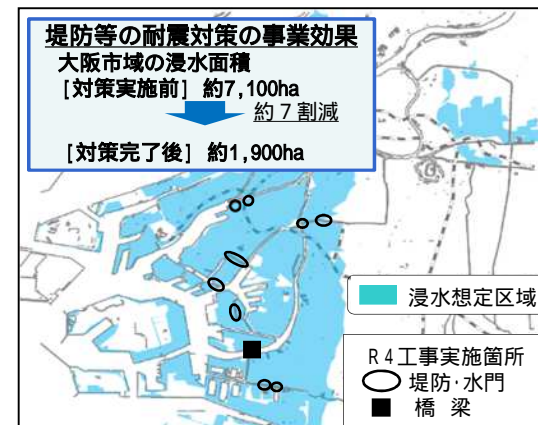 堤防等の耐震対策の事業効果
大阪市域の浸水面積
[対策実施前] 約7,100ha
約７割減
[対策完了後] 約1,900ha
浸水想定区域
R４工事実施箇所
堤防･水門
橋 梁